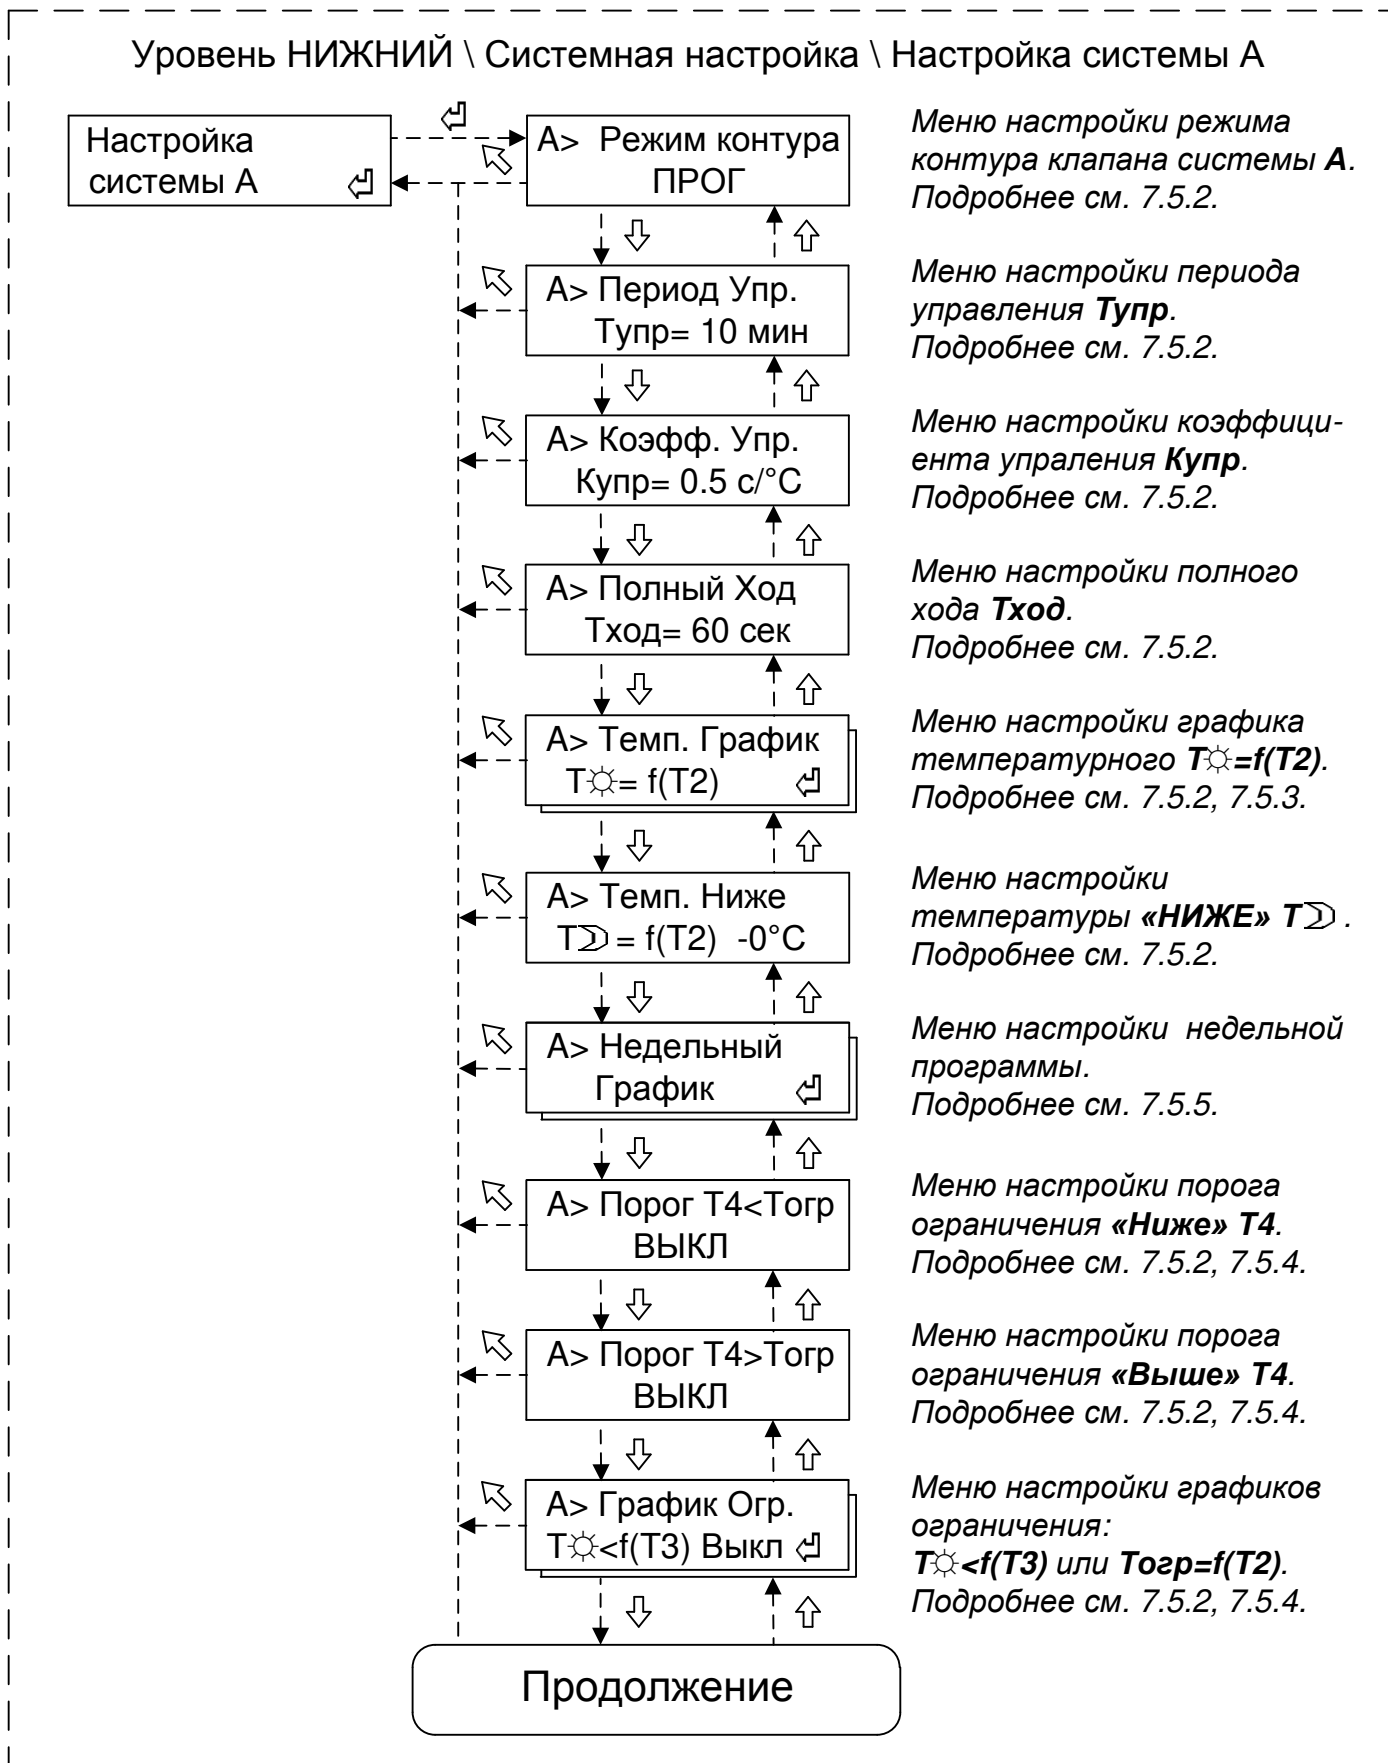 Уровень НИЖНИЙ \ Системная настройка \ Настройка системы А
Настройка
системы А
А> Режим контура
ПРОГ
Меню настройки режима
контура клапана системы А.
Подробнее см. 7.5.2.
А> Период Упр.
Тупр= 10 мин
Меню настройки периода
управления Тупр.
Подробнее см. 7.5.2.
А> Коэфф. Упр.
Купр= 0.5 с/°С
Меню настройки коэффици-
ента упраления Купр.
Подробнее см. 7.5.2.
А> Полный Ход
Тход= 60 сек
Меню настройки полного
хода Тход.
Подробнее см. 7.5.2.
А> Темп. График
Т☼= f(T2)
Меню настройки графика
температурного Т☼=f(T2).
Подробнее см. 7.5.2, 7.5.3.
А> Темп. Ниже
Т☽ = f(T2) -0°С
Меню настройки
температуры «НИЖЕ» Т☽ .
Подробнее см. 7.5.2.
А> Недельный
График
Меню настройки недельной
программы.
Подробнее см. 7.5.5.
А> Порог Т4<Тогр
ВЫКЛ
Меню настройки порога
ограничения «Ниже» Т4.
Подробнее см. 7.5.2, 7.5.4.
А> Порог Т4>Тогр
ВЫКЛ
Меню настройки порога
ограничения «Выше» Т4.
Подробнее см. 7.5.2, 7.5.4.
А> График Огр.
Т☼<f(T3) Выкл
Меню настройки графиков
ограничения:
Т☼<f(T3) или Тогр=f(T2).
Подробнее см. 7.5.2, 7.5.4.
Продолжение